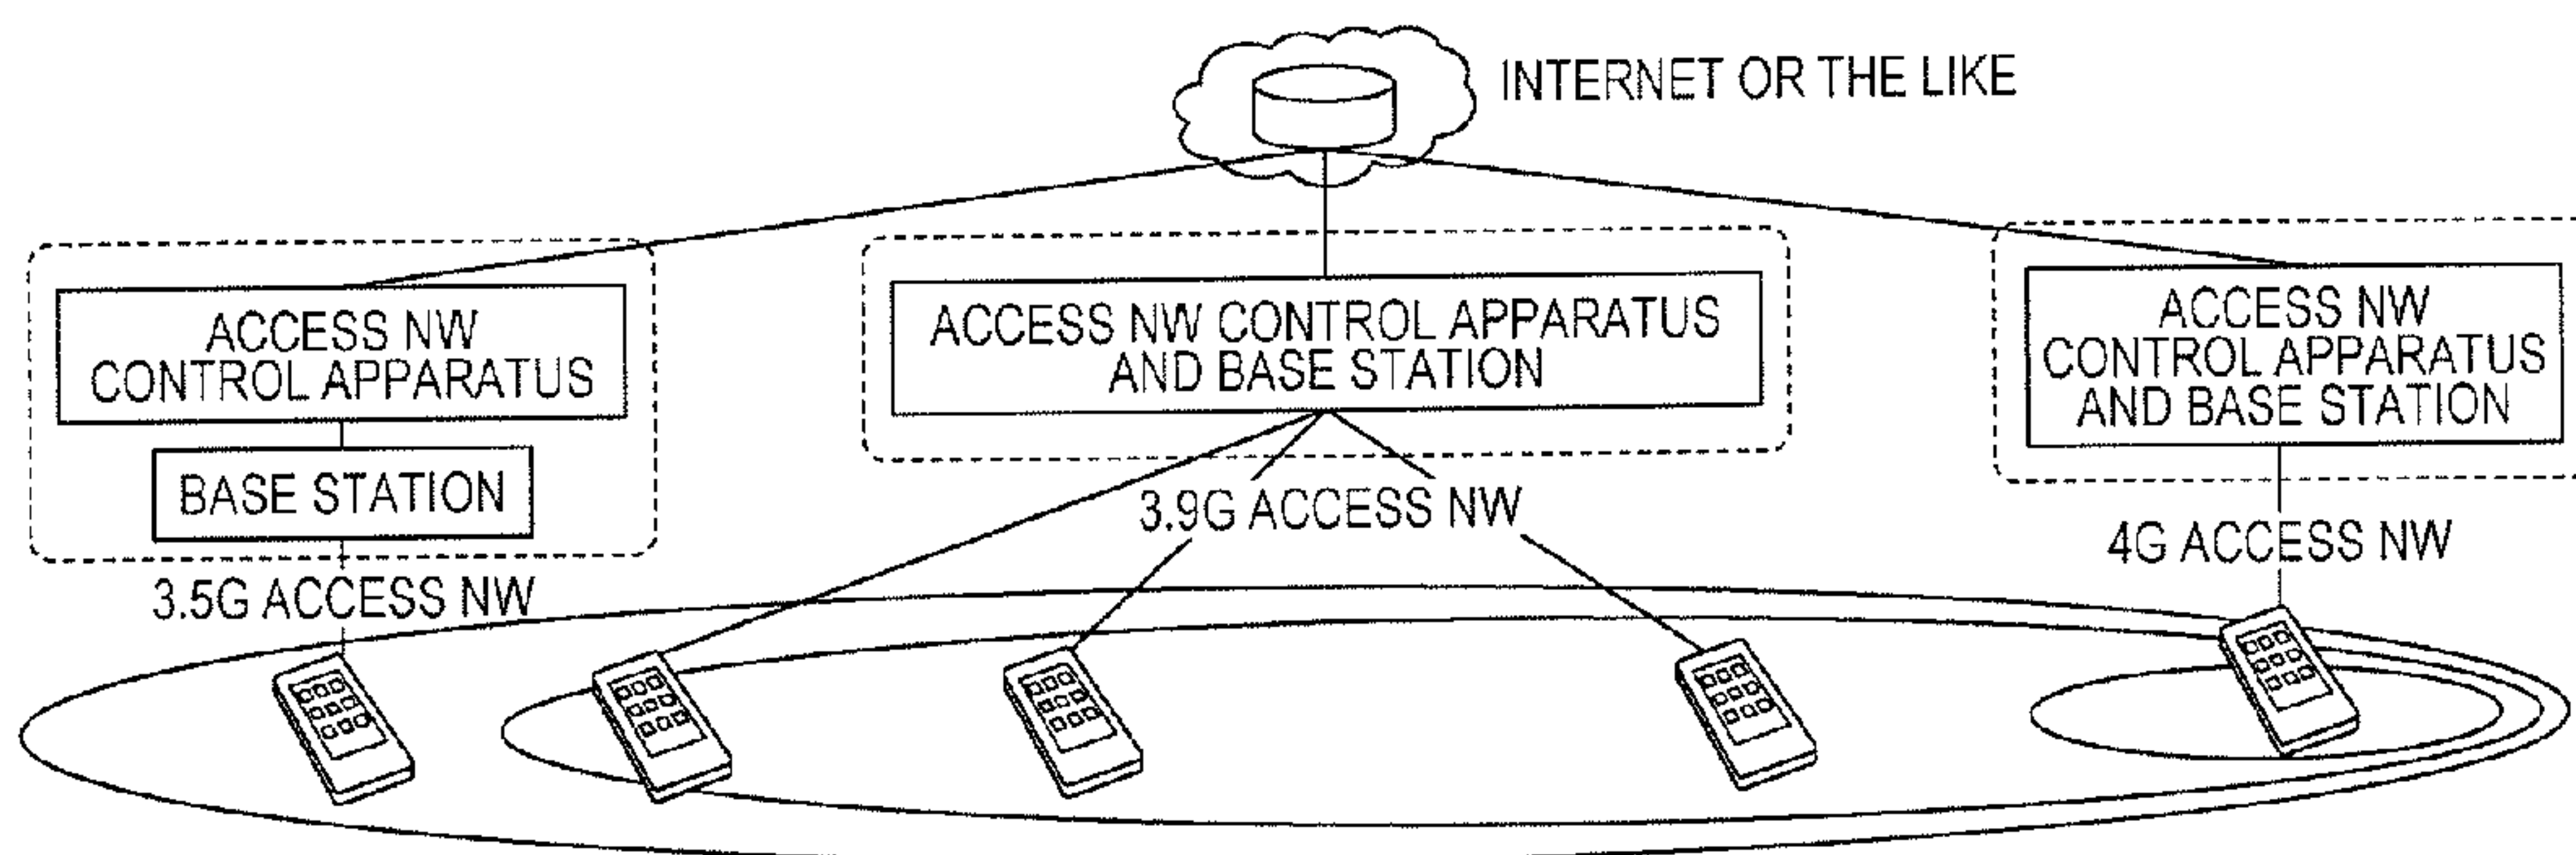 INTERNET OR THE LIKE
ACCESS NW
CONTROL APPARATUS
BASE STATION
3.5G ACCESS NW
ACCESS NW CONTROL APPARATUS
AND BASE STATION
3.9G ACCESS NW
ACCESS NW
CONTROL APPARATUS
AND BASE STATION
4G ACCESS NW